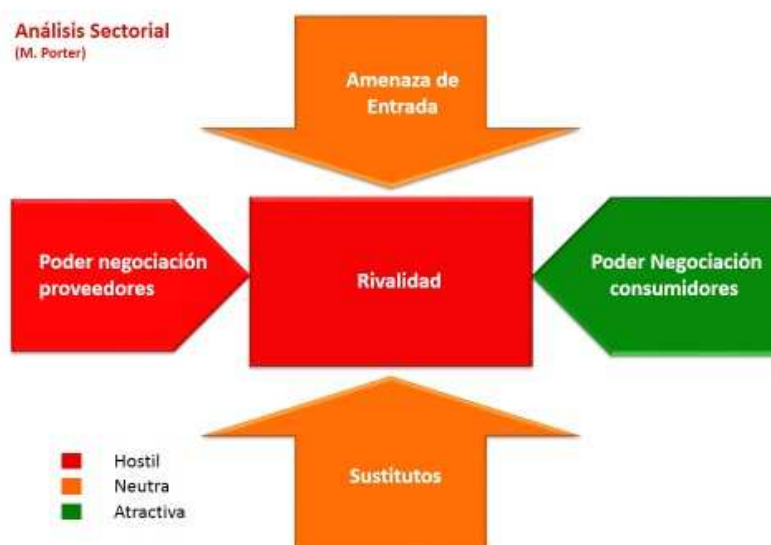 Análisis Sectorial
(M. Porter)
Amenaza de
Entrada
Poder negociación
proveedores
Rivalidad
Poder Negociación
consumidores
Sustitutos
Hostil
Neutra
Atractiva